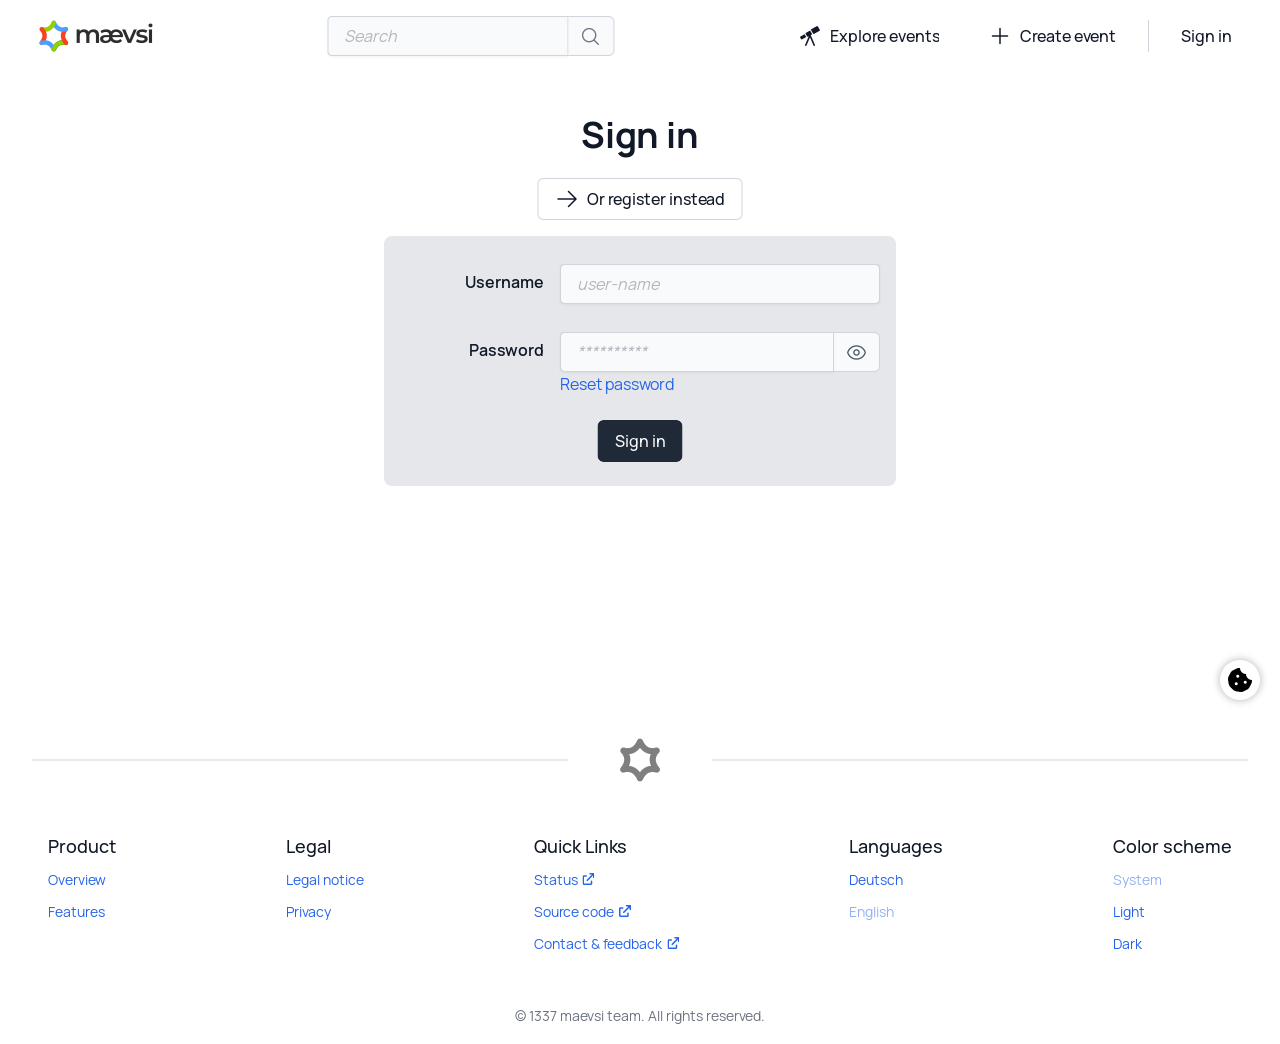 mævsi
Search
Explore events
Create event
Sign in
Sign in
Or register instead
Username
user-name
Password
**********
Reset password
Sign in
Product
Overview
Features
Legal
Legal notice
Privacy
Quick Links
Status
Source code
Contact & feedback
Languages
Deutsch
English
Color scheme
System
Light
Dark
© 1337 maevsi team. All rights reserved.